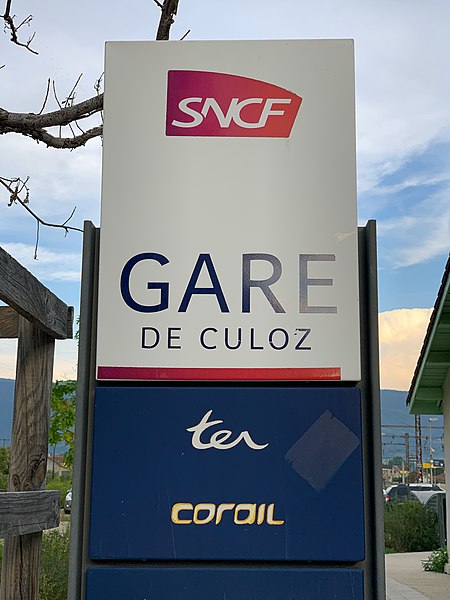 SNCF
GARE
DE CULOZ
ter
corail